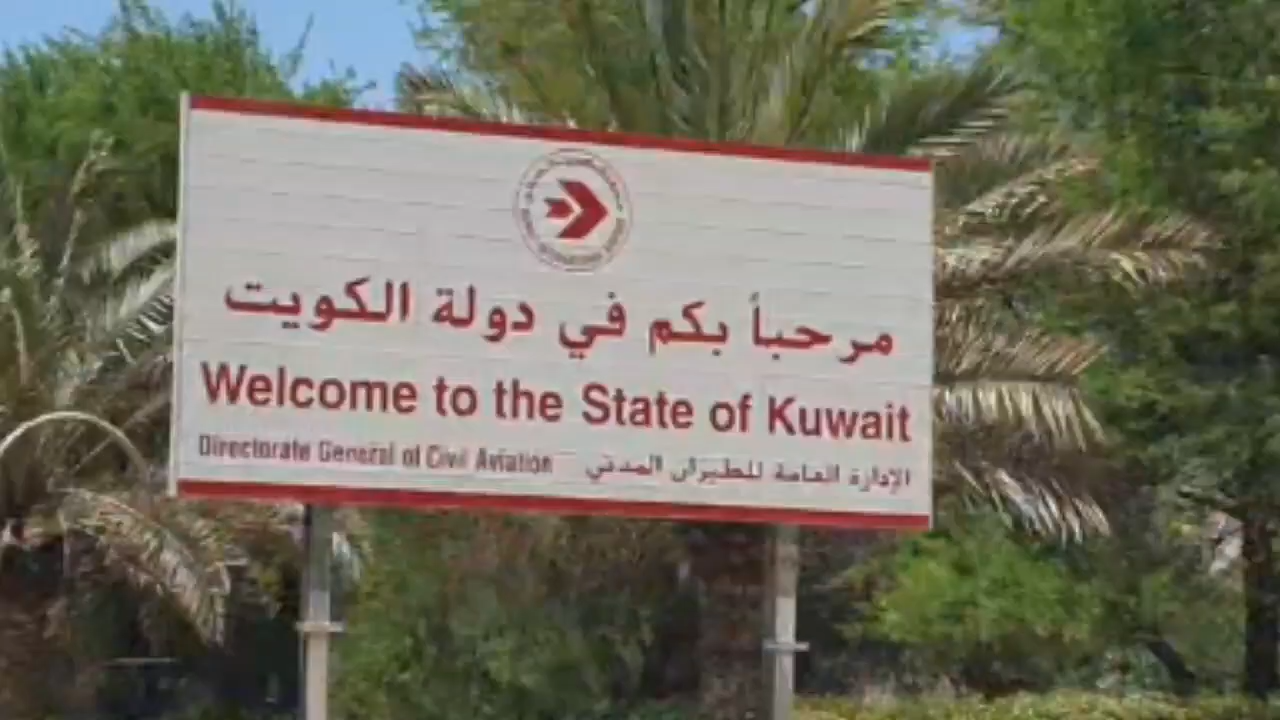 مرحباً بكم في دولة الكويت
Welcome to the State of Kuwait
Directorate General of Civil Aviation الإدارة العامة للطيران المدني